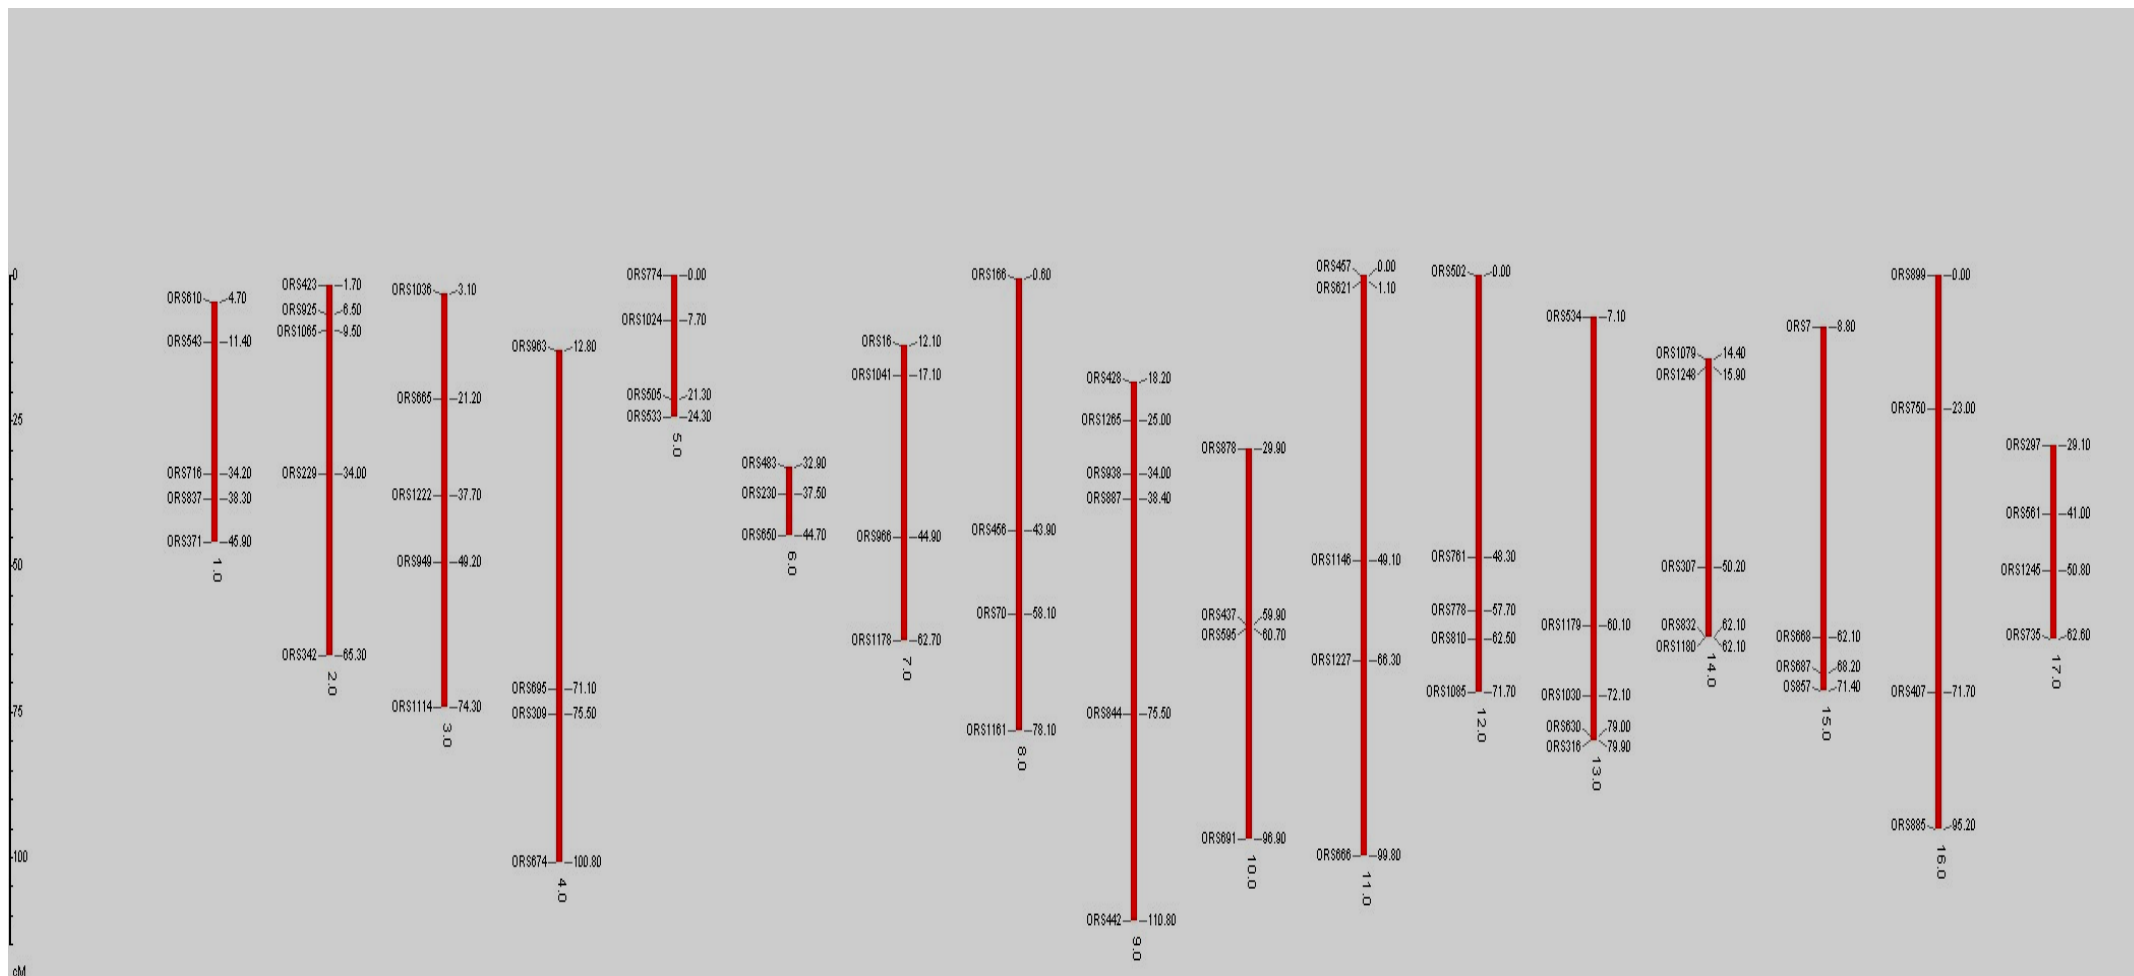 0
25
50
75
100
cM
ORS610 4.70
ORS543 11.40
ORS716 34.20
ORS837 38.30
ORS371 45.90
1.0
ORS423 1.70
ORS925 6.50
ORS1065 9.50
ORS229 34.00
ORS342 65.30
2.0
ORS1036 3.10
ORS665 21.20
ORS1222 37.70
ORS949 49.20
ORS1114 74.30
3.0
ORS963 12.80
ORS695 71.10
ORS309 75.50
ORS674 100.80
4.0
ORS774 0.00
ORS1024 7.70
ORS505 21.30
ORS533 24.30
5.0
ORS483 32.90
ORS230 37.50
ORS650 44.70
6.0
ORS16 12.10
ORS1041 17.10
ORS966 44.90
ORS1178 62.70
7.0
ORS166 0.60
ORS456 43.90
ORS70 58.10
ORS1161 78.10
8.0
ORS428 18.20
ORS1265 25.00
ORS938 34.00
ORS887 38.40
ORS844 75.50
ORS442 110.80
9.0
ORS878 29.90
ORS437 59.90
ORS595 60.70
ORS691 96.90
10.0
ORS457 0.00
ORS621 1.10
ORS1146 49.10
ORS1227 66.30
ORS666 99.80
11.0
ORS502 0.00
ORS761 48.30
ORS778 57.70
ORS810 62.50
ORS1085 71.70
12.0
ORS534 7.10
ORS1179 60.10
ORS1030 72.10
ORS630 79.00
ORS316 79.90
13.0
ORS1079 14.40
ORS1248 15.90
ORS307 50.20
ORS832 62.10
ORS1180 62.10
14.0
ORS7 8.80
ORS668 62.10
ORS687 68.20
OS857 71.40
15.0
ORS899 0.00
ORS750 23.00
ORS407 71.70
ORS885 95.20
16.0
ORS297 29.10
ORS561 41.00
ORS1245 50.80
ORS735 62.60
17.0